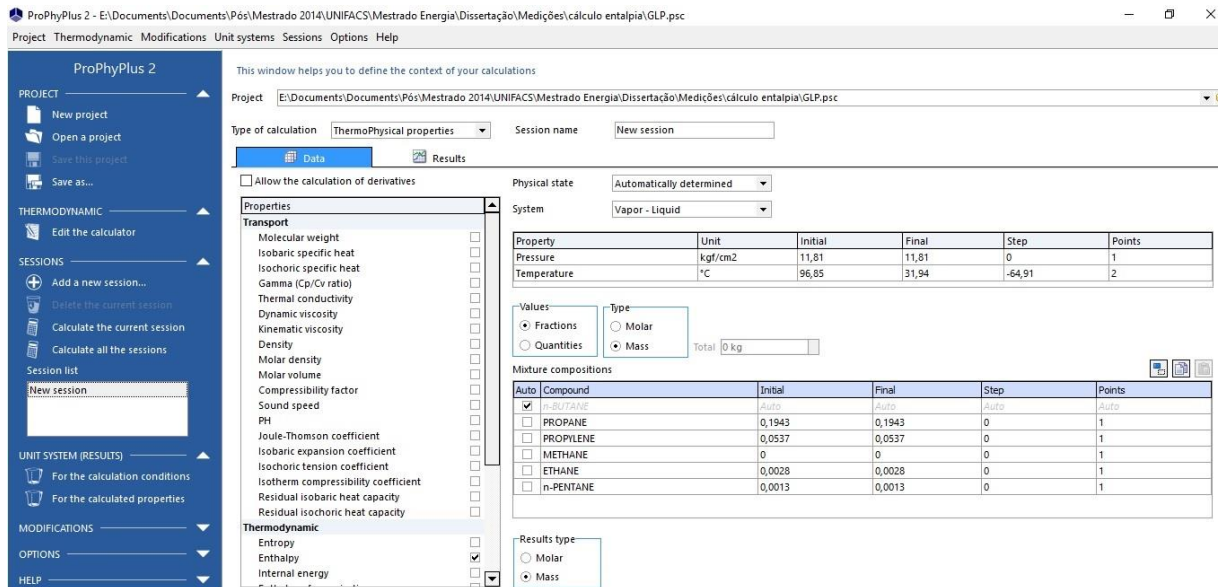 ProPhyPlus 2 - E:\Documents\Documents\Pós\Mestrado 2014\UNIFACS\Mestrado Energia\Dissertação\Medições\cálculo entalpia\GLP.psc
Project Thermodynamic Modifications Unit systems Sessions Options Help
ProPhyPlus 2
PROJECT
New project
Open a project
Save this project
Save as...
THERMODYNAMIC
Edit the calculator
SESSIONS
Add a new session...
Delete the current session
Calculate the current session
Calculate all the sessions
Session list
New session
UNIT SYSTEM (RESULTS)
For the calculation conditions
For the calculated properties
MODIFICATIONS
OPTIONS
HELP
This window helps you to define the context of your calculations
Project E:\Documents\Documents\Pós\Mestrado 2014\UNIFACS\Mestrado Energia\Dissertação\Medições\cálculo entalpia\GLP.psc
Type of calculation ThermoPhysical properties Session name New session
Data Results
Allow the calculation of derivatives
Properties
Transport
Molecular weight
Isobaric specific heat
Isochoric specific heat
Gamma (Cp/Cv ratio)
Thermal conductivity
Dynamic viscosity
Kinematic viscosity
Density
Molar density
Molar volume
Compressibility factor
Sound speed
PH
Joule-Thomson coefficient
Isobaric expansion coefficient
Isochoric tension coefficient
Isotherm compressibility coefficient
Residual isobaric heat capacity
Residual isochoric heat capacity
Thermodynamic
Entropy
Enthalpy
Internal energy
Physical state Automatically determined
System Vapor - Liquid
Property Unit Initial Final Step Points
Pressure kgf/cm2 11,81 11,81 0 1
Temperature °C 96,85 31,94 -64,91 2
Values Type
Fractions Molar
Quantities Mass Total 0 kg
Mixture compositions
Auto Compound Initial Final Step Points
n-BUTANE Auto Auto Auto Auto
PROPANE 0,1943 0,1943 0 1
PROPYLENE 0,0537 0,0537 0 1
METHANE 0 0 0 1
ETHANE 0,0028 0,0028 0 1
n-PENTANE 0,0013 0,0013 0 1
Results type
Molar
Mass